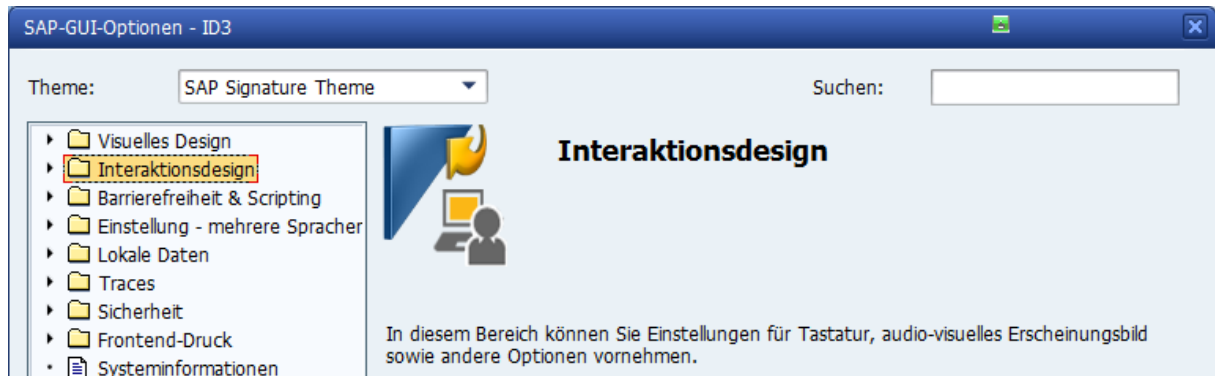 SAP-GUI-Optionen - ID3
Theme: SAP Signature Theme Suchen:
Visuelles Design
Interaktionsdesign
Barrierefreiheit & Scripting
Einstellung - mehrere Spracher
Lokale Daten
Traces
Sicherheit
Frontend-Druck
Systeminformationen
Interaktionsdesign
In diesem Bereich können Sie Einstellungen für Tastatur, audio-visuelles Erscheinungsbild
sowie andere Optionen vornehmen.